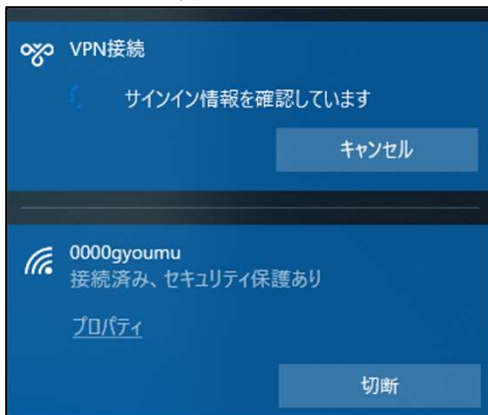 VPN接続
サインイン情報を確認しています
キャンセル
0000gyoumu
接続済み、セキュリティ保護あり
プロパティ
切断